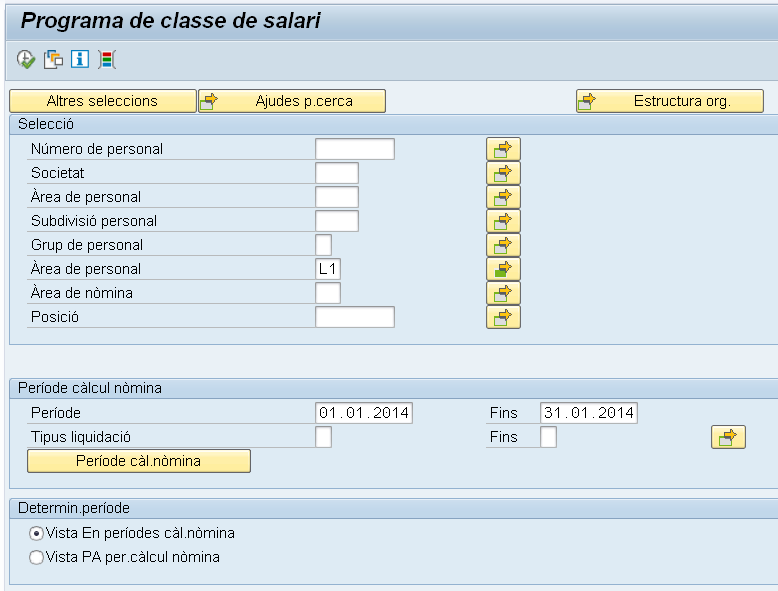 Programa de classe de salari
Altres seleccions Ajudes p.cerca Estructura org.
Selecció
Número de personal
Societat
Àrea de personal
Subdivisió personal
Grup de personal
Àrea de personal L1
Àrea de nòmina
Posició
Període càlcul nòmina
Període 01.01.2014 Fins 31.01.2014
Tipus liquidació Fins
Període càl.nòmina
Determin.període
Vista En períodes càl.nòmina
Vista PA per.càlcul nòmina